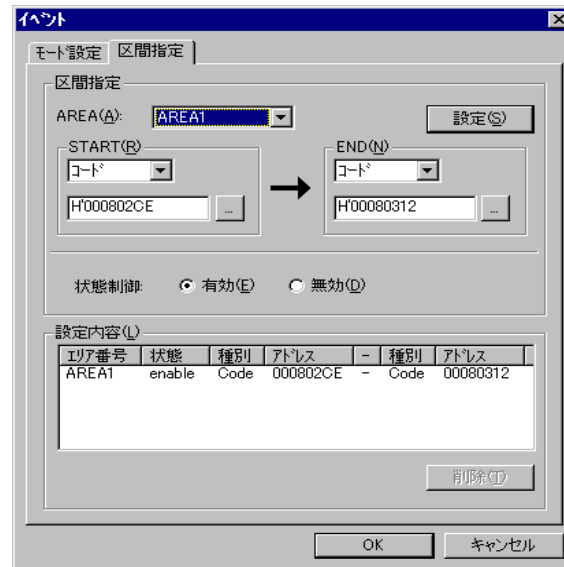 イベント
モード設定 区間指定
区間指定
AREA(A): AREA1 設定(S)
START(R) END(N)
コード コード
H'000802CE ... → H'00080312 ...
状態制御: 有効(E) 無効(D)
設定内容(L)
エリア番号 状態 種別 アドレス - 種別 アドレス
AREA1 enable Code 000802CE - Code 00080312
削除(T)
OK キャンセル